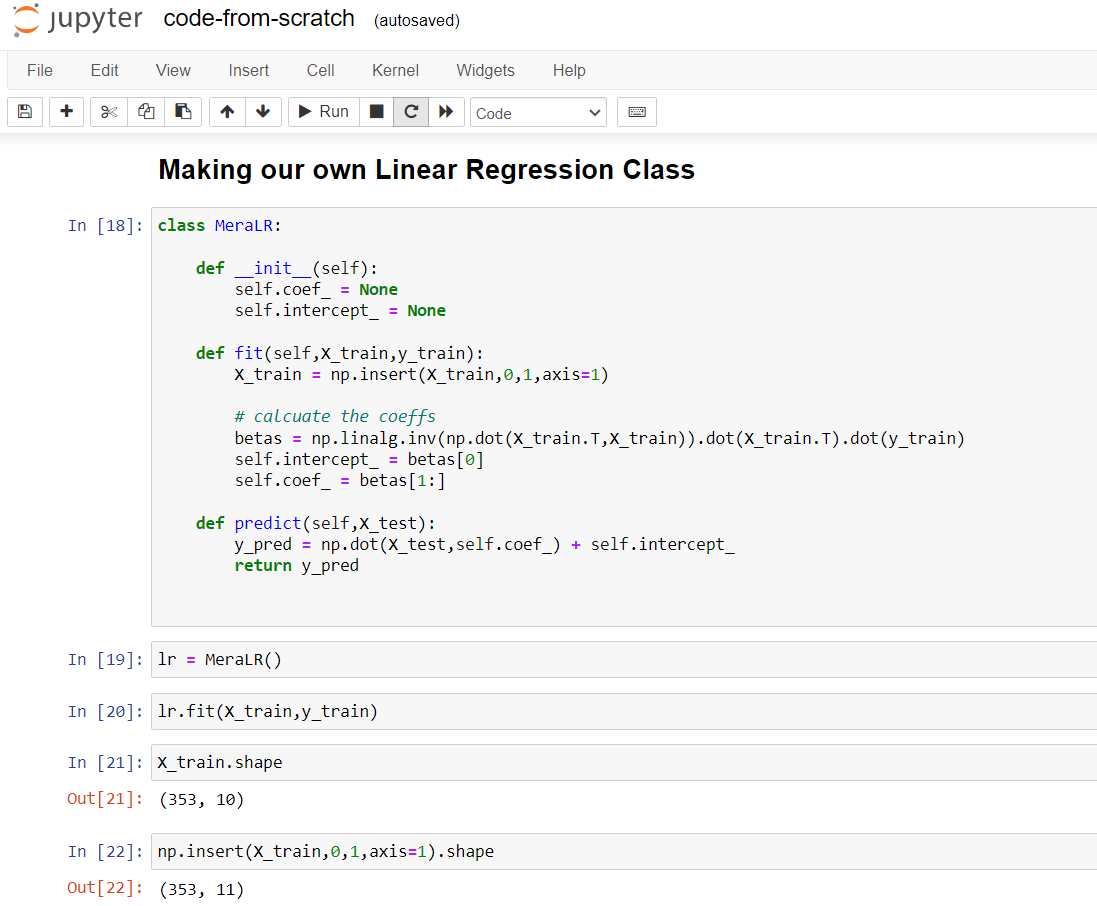 jupyter code-from-scratch (autosaved)
File Edit View Insert Cell Kernel Widgets Help
Run Code
Making our own Linear Regression Class
In [18]: class MeraLR:
    def __init__(self):
        self.coef_ = None
        self.intercept_ = None
    def fit(self,X_train,y_train):
        X_train = np.insert(X_train,0,1,axis=1)
        # calcuate the coeffs
        betas = np.linalg.inv(np.dot(X_train.T,X_train)).dot(X_train.T).dot(y_train)
        self.intercept_ = betas[0]
        self.coef_ = betas[1:]
    def predict(self,X_test):
        y_pred = np.dot(X_test,self.coef_) + self.intercept_
        return y_pred
In [19]: lr = MeraLR()
In [20]: lr.fit(X_train,y_train)
In [21]: X_train.shape
Out[21]: (353, 10)
In [22]: np.insert(X_train,0,1,axis=1).shape
Out[22]: (353, 11)